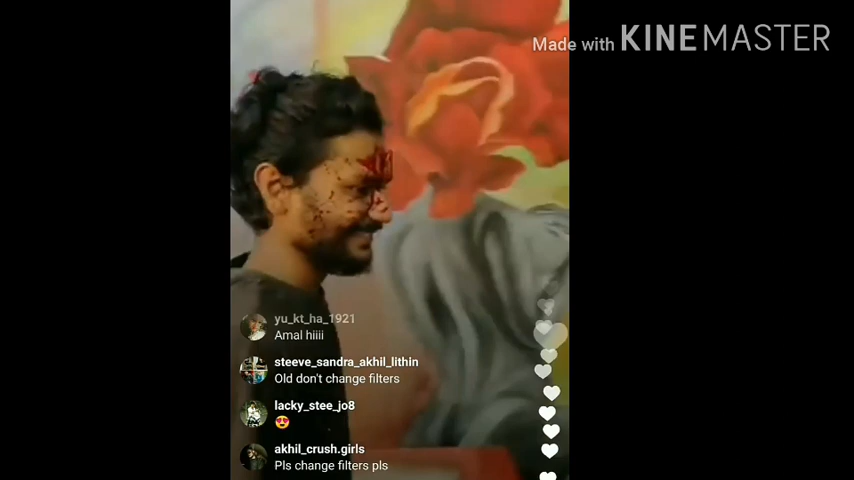 Made with KINEMASTER
yu_kt_ha_1921
Amal hiiii
steeve_sandra_akhil_lithin
Old don't change filters
lacky_stee_jo8
😍
akhil_crush.girls
Pls change filters pls